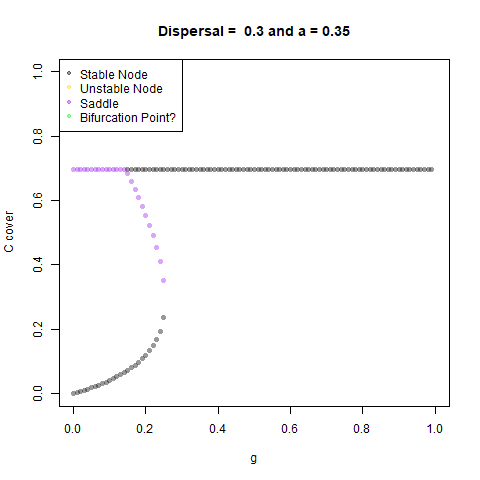 Dispersal =  0.3 and a = 0.35
Stable Node
Unstable Node
Saddle
Bifurcation Point?
1.0
0.8
0.6
0.4
0.2
0.0
C cover
0.0 0.2 0.4 0.6 0.8 1.0
g